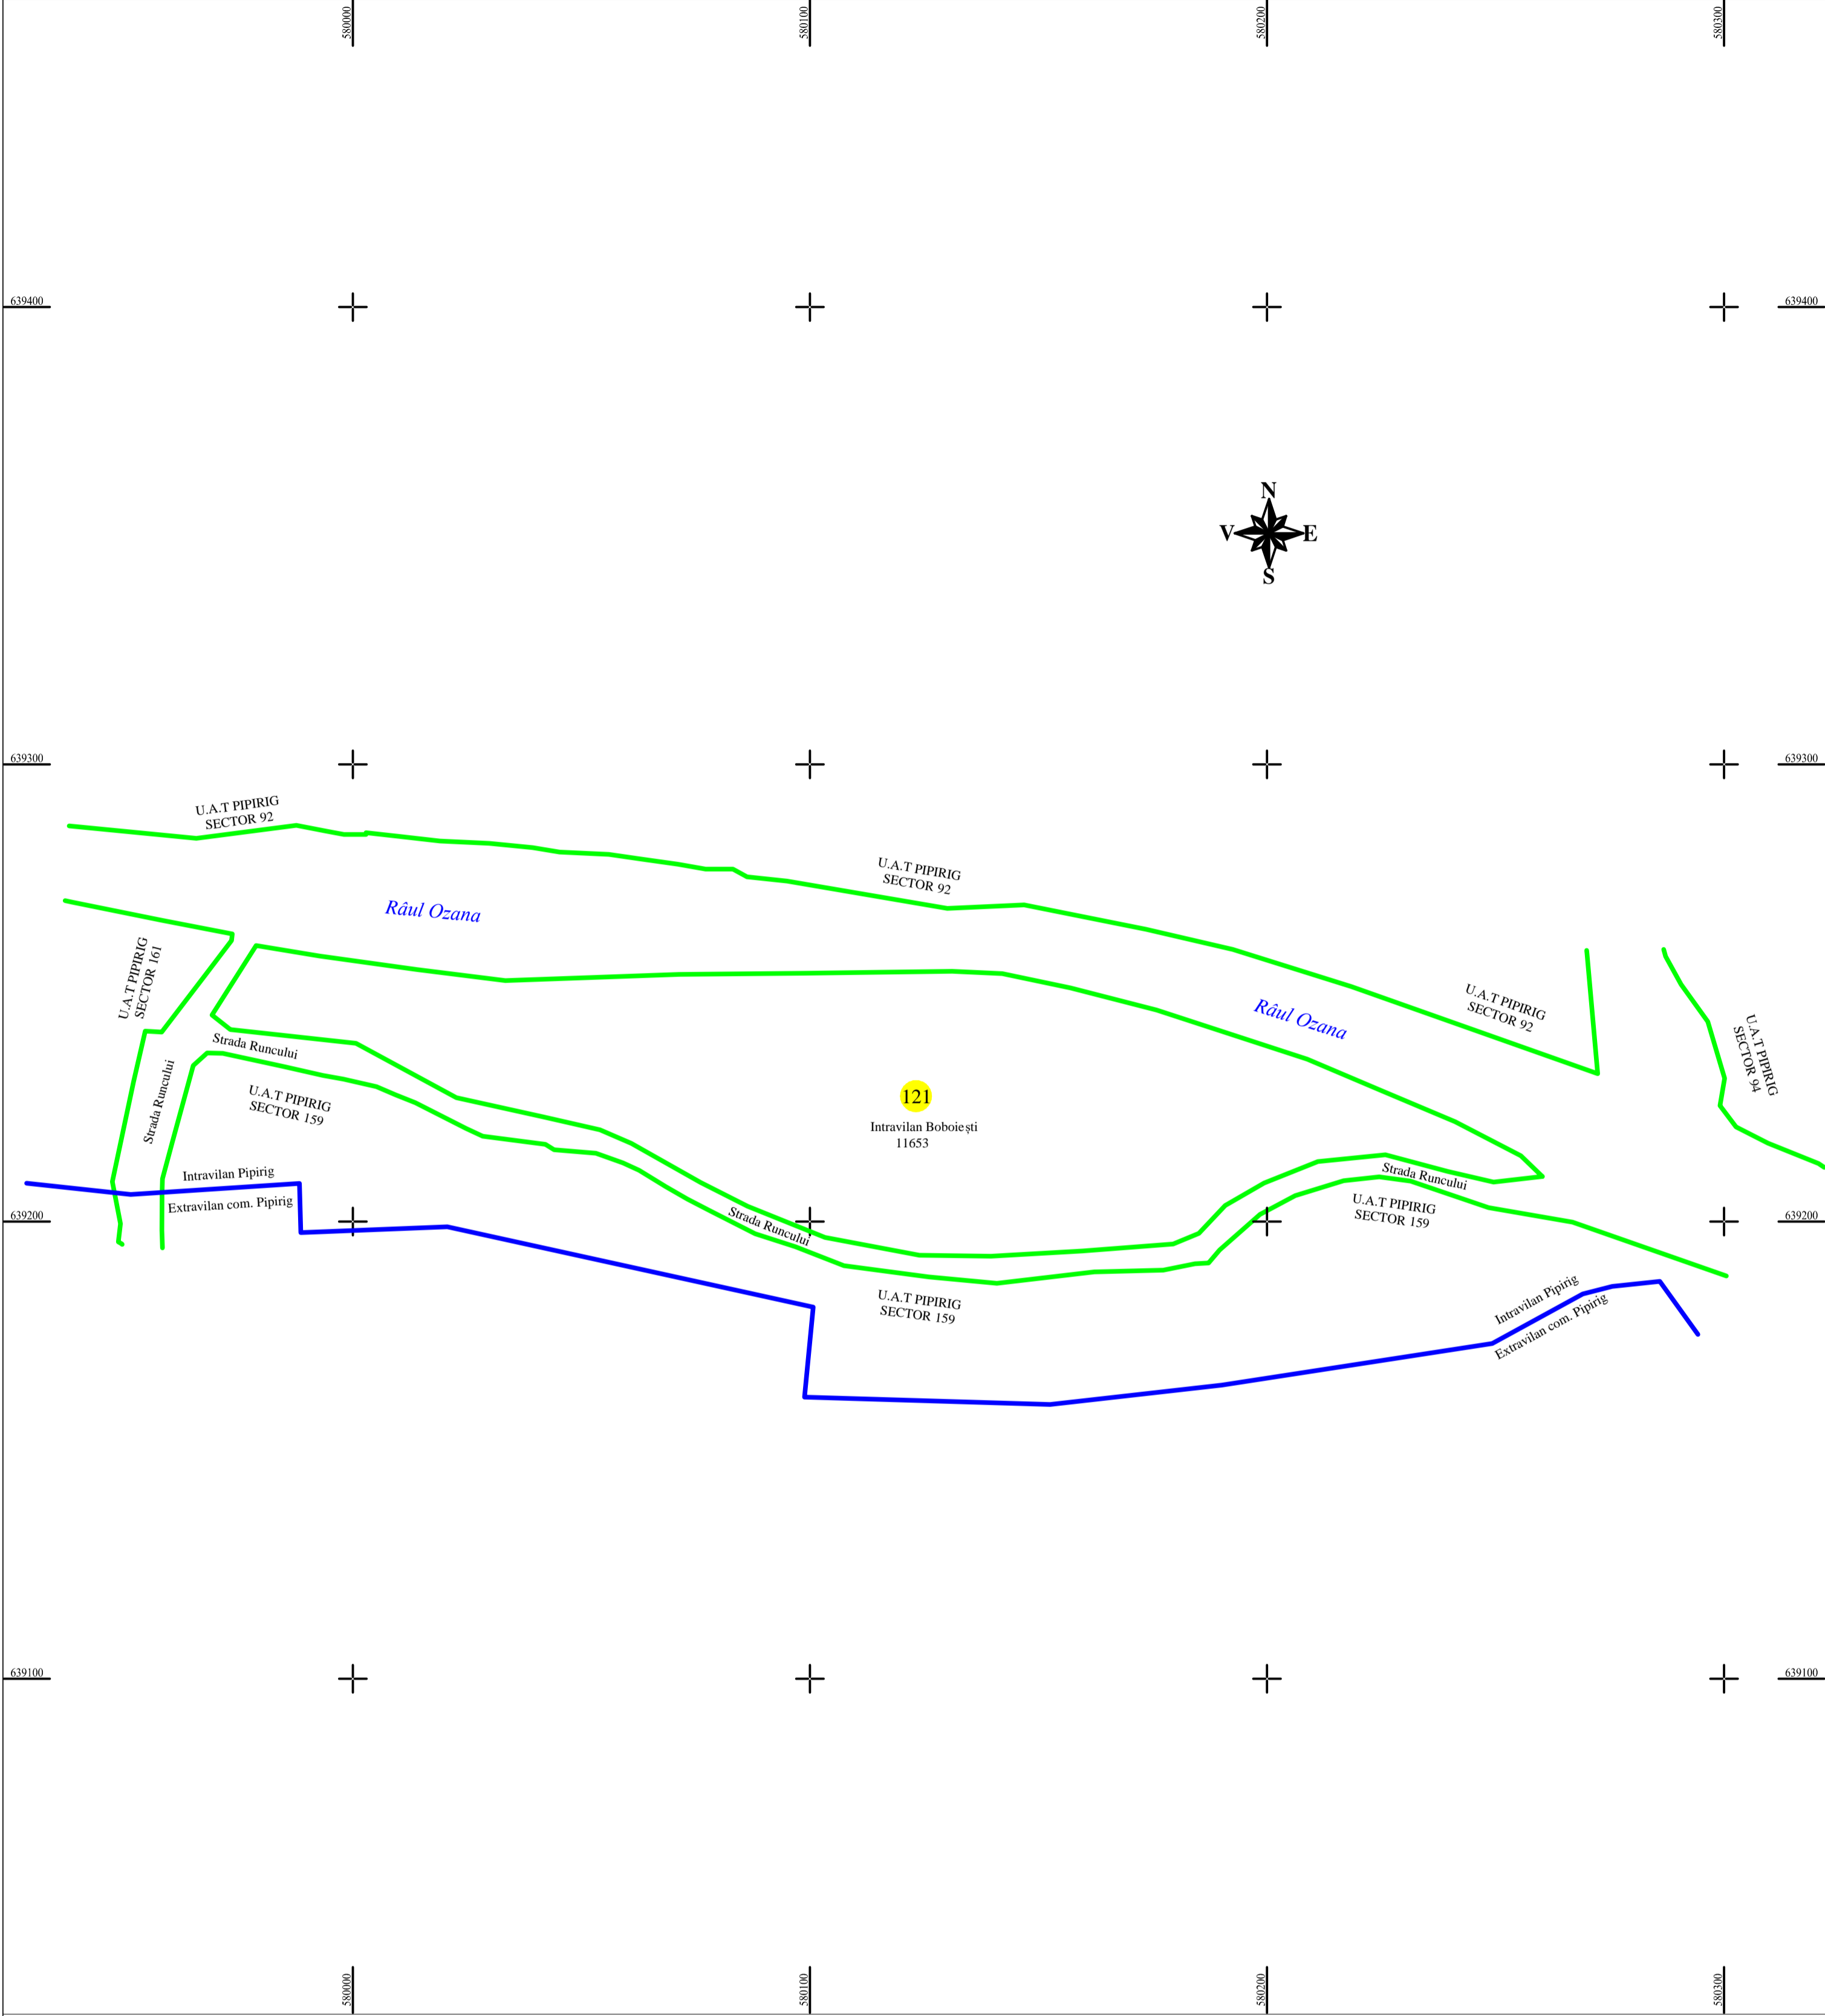 580000
580100
580200
580300
639400
639400
N
V
E
S
639300
639300
U.A.T PIPIRIG
SECTOR 92
U.A.T PIPIRIG
SECTOR 92
Râul Ozana
U.A.T PIPIRIG
SECTOR 161
U.A.T PIPIRIG
SECTOR 92
Râul Ozana
U.A.T PIPIRIG
SECTOR 94
Strada Runcului
Strada Runcului
U.A.T PIPIRIG
SECTOR 159
121
Intravilan Boboiești
11653
Intravilan Pipirig
Extravilan com. Pipirig
Strada Runcului
U.A.T PIPIRIG
SECTOR 159
639200
639200
Strada Runcului
U.A.T PIPIRIG
SECTOR 159
Intravilan Pipirig
Extravilan com. Pipirig
639100
639100
580000
580100
580200
580300